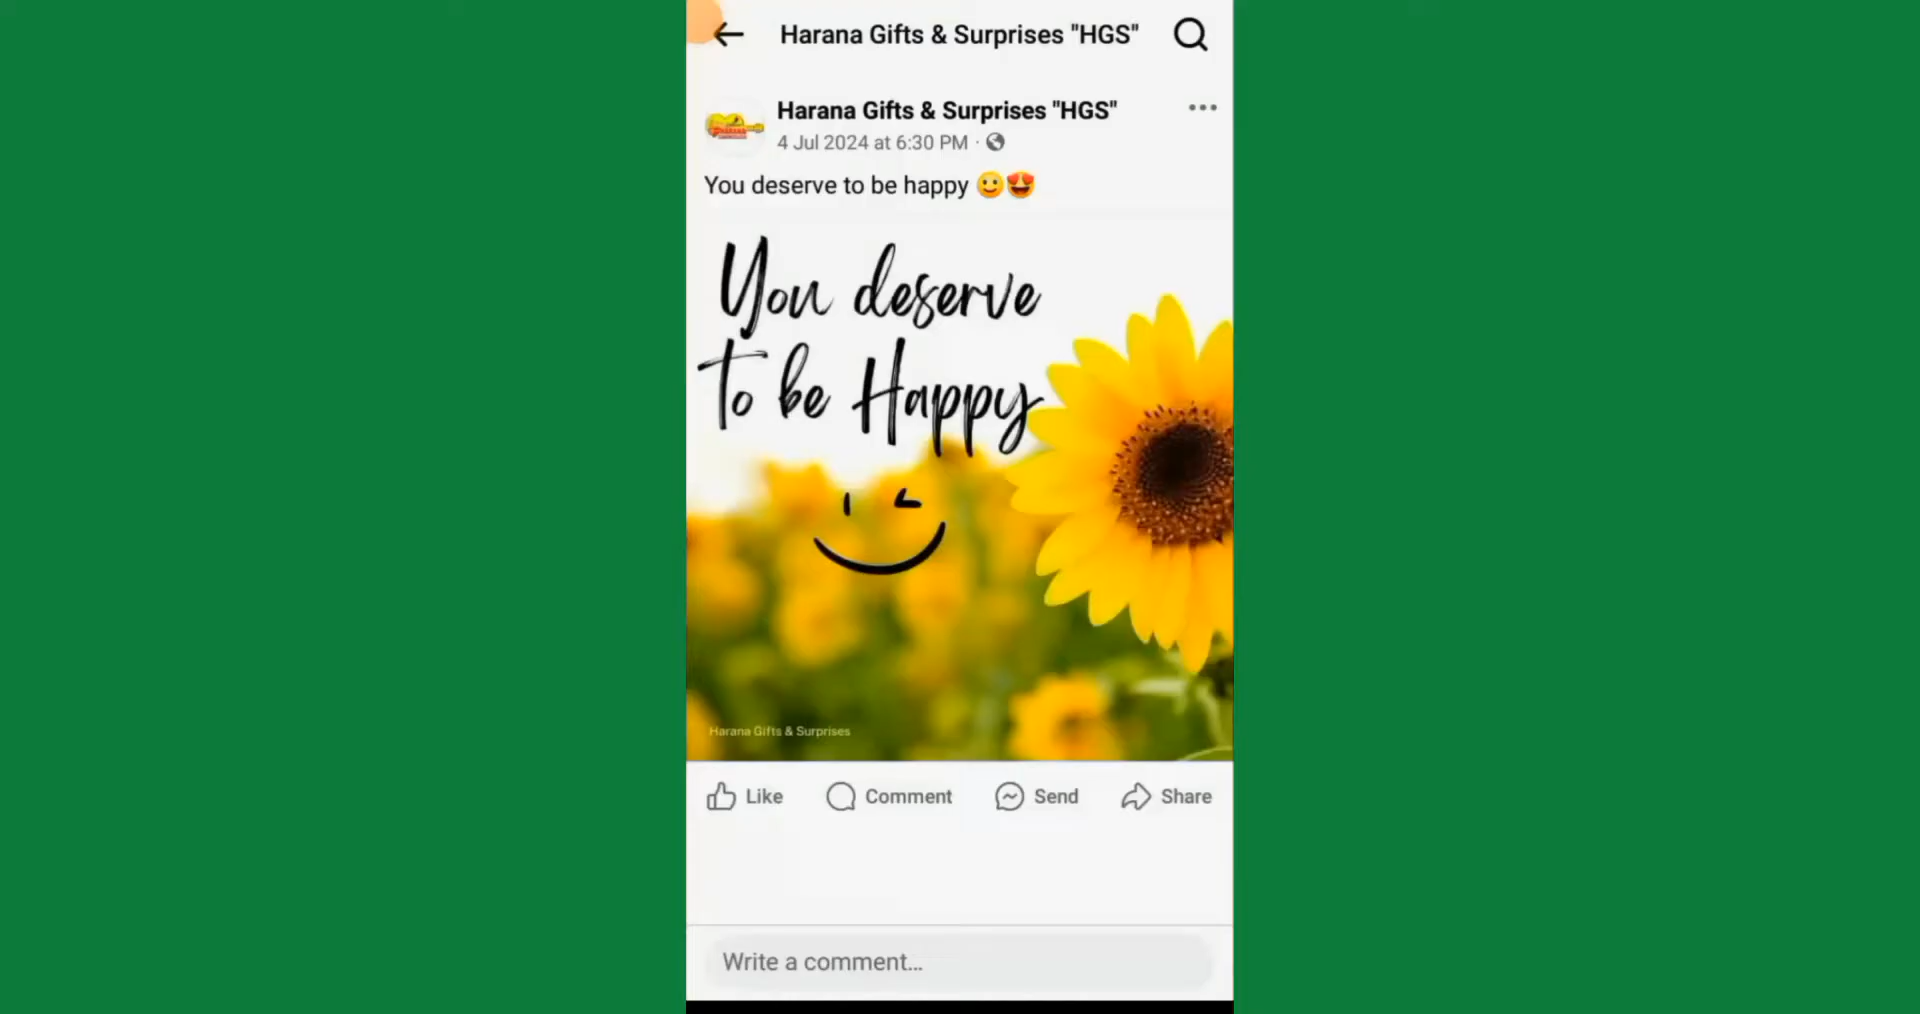 Harana Gifts & Surprises "HGS"
Harana Gifts & Surprises "HGS"
4 Jul 2024 at 6:30 PM ·
You deserve to be happy 🙂😍
You deserve
to be Happy
Harana Gifts & Surprises
Like Comment Send Share
Write a comment...